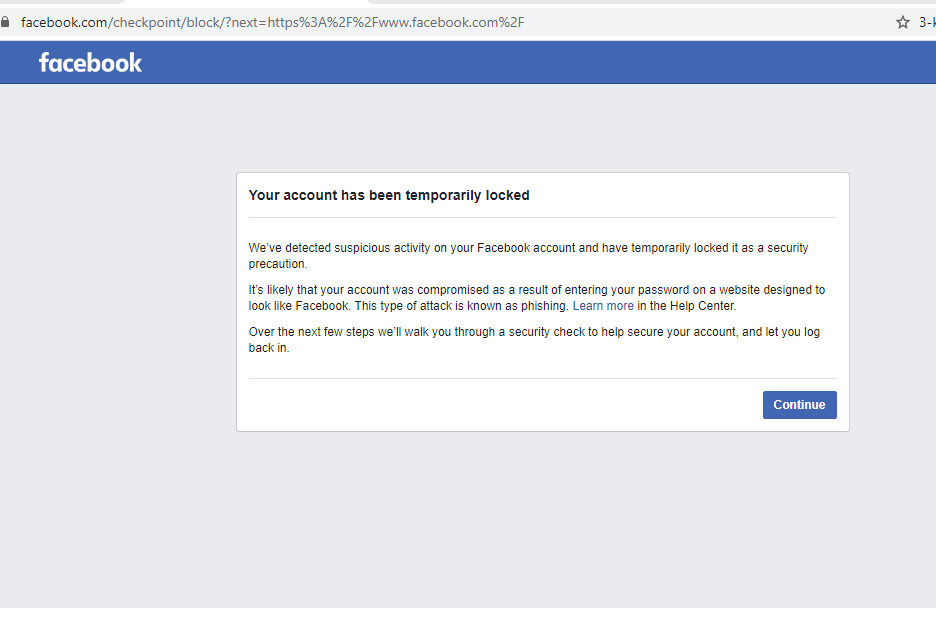 facebook.com/checkpoint/block/?next=https%3A%2F%2Fwww.facebook.com%2F
facebook
Your account has been temporarily locked
We've detected suspicious activity on your Facebook account and have temporarily locked it as a security
precaution.
It's likely that your account was compromised as a result of entering your password on a website designed to
look like Facebook. This type of attack is known as phishing. Learn more in the Help Center.
Over the next few steps we'll walk you through a security check to help secure your account, and let you log
back in.
Continue